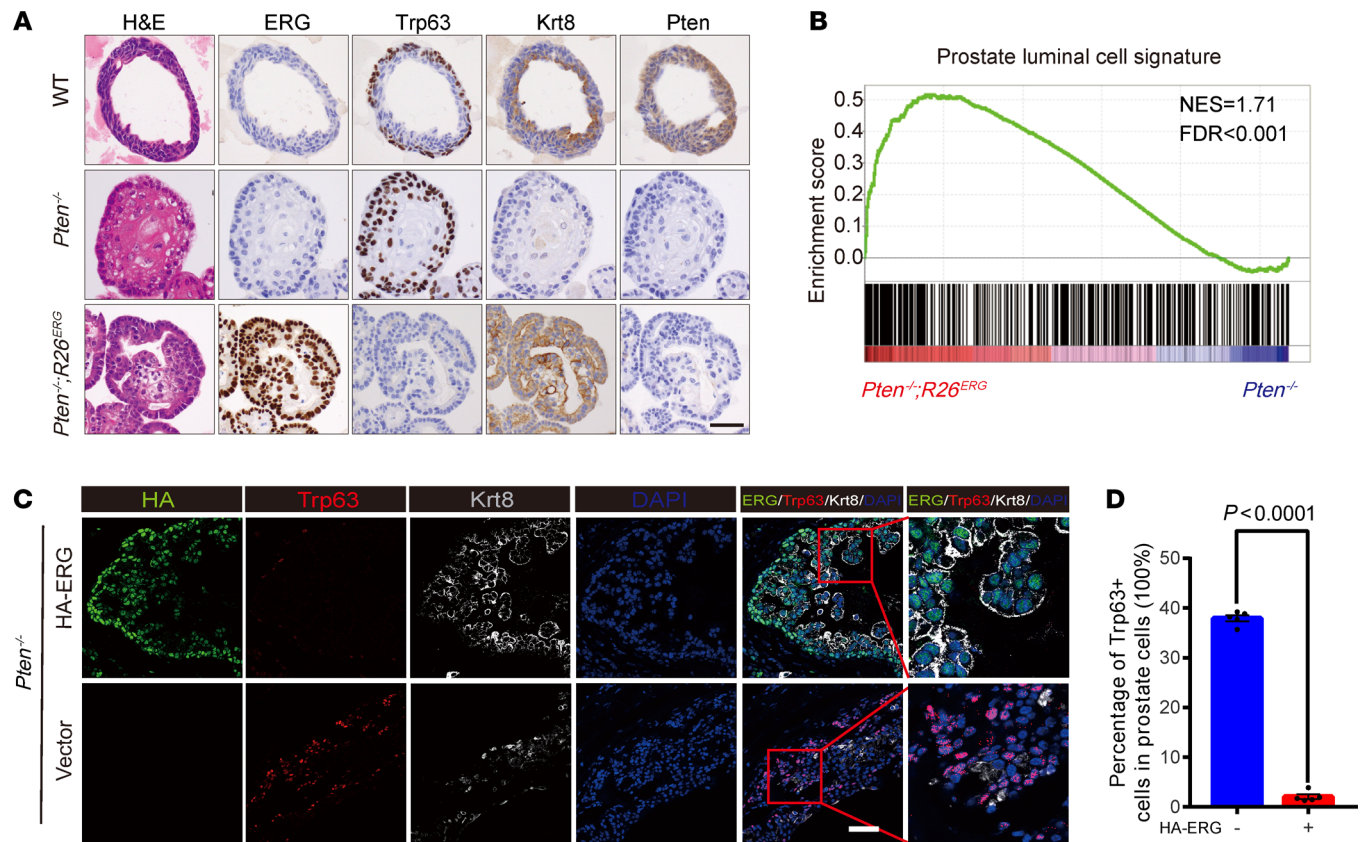 A
H&E ERG Trp63 Krt8 Pten
WT
Pten-/-
Pten-/-;R26ERG
B
Prostate luminal cell signature
NES=1.71
FDR<0.001
Enrichment score
0.5
0.4
0.3
0.2
0.1
0.0
Pten-/-;R26ERG Pten-/-
C
HA Trp63 Krt8 DAPI ERG/Trp63/Krt8/DAPI ERG/Trp63/Krt8/DAPI
Pten-/-
HA-ERG
Vector
D
P<0.0001
Percentage of Trp63+
cells in prostate cells (100%)
50
40
30
20
10
0
HA-ERG - +